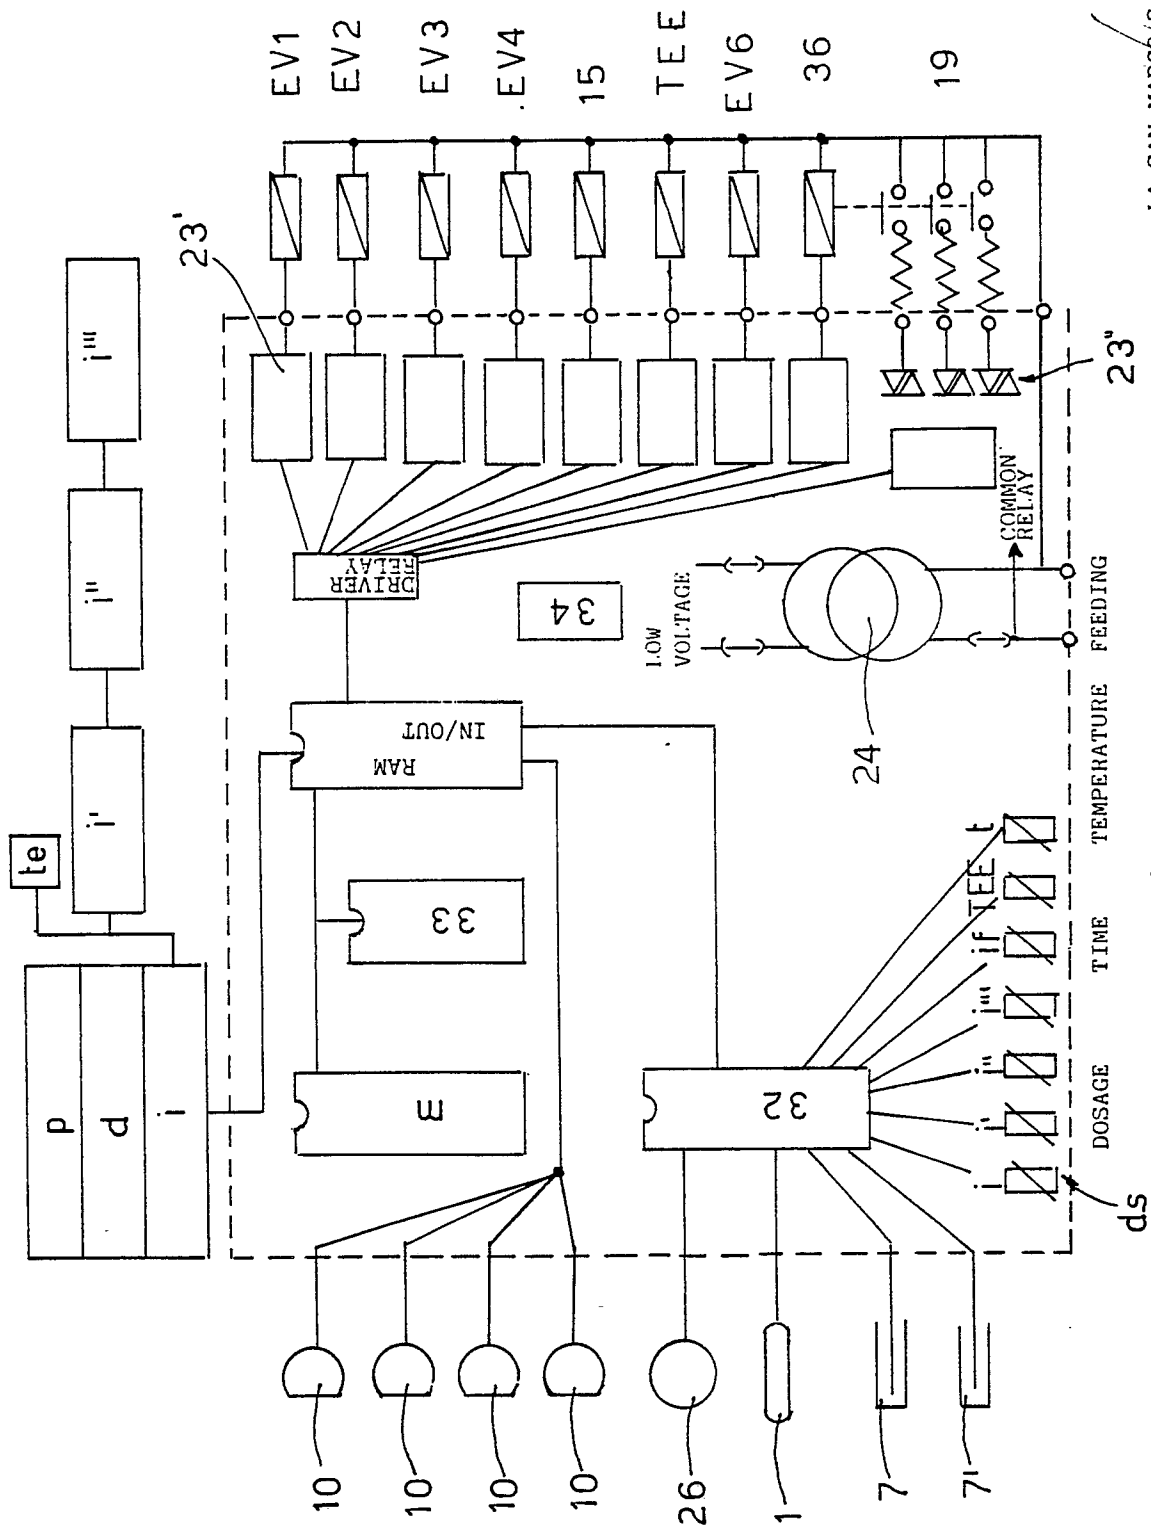 te
p
d
i
i'
i"
i'''
23'
EV1
EV2
EV3
.EV4
15
TEE
EV6
36
19
DRIVER
RELAY
34
LOW
VOLTAGE
COMMON
RELAY
23"
24
RAM
IN/OUT
33
m
32
10
10
10
10
26
1
7
7'
i
i'
i"
i'''
if
TEE
t
ds
DOSAGE
TIME
TEMPERATURE
FEEDING